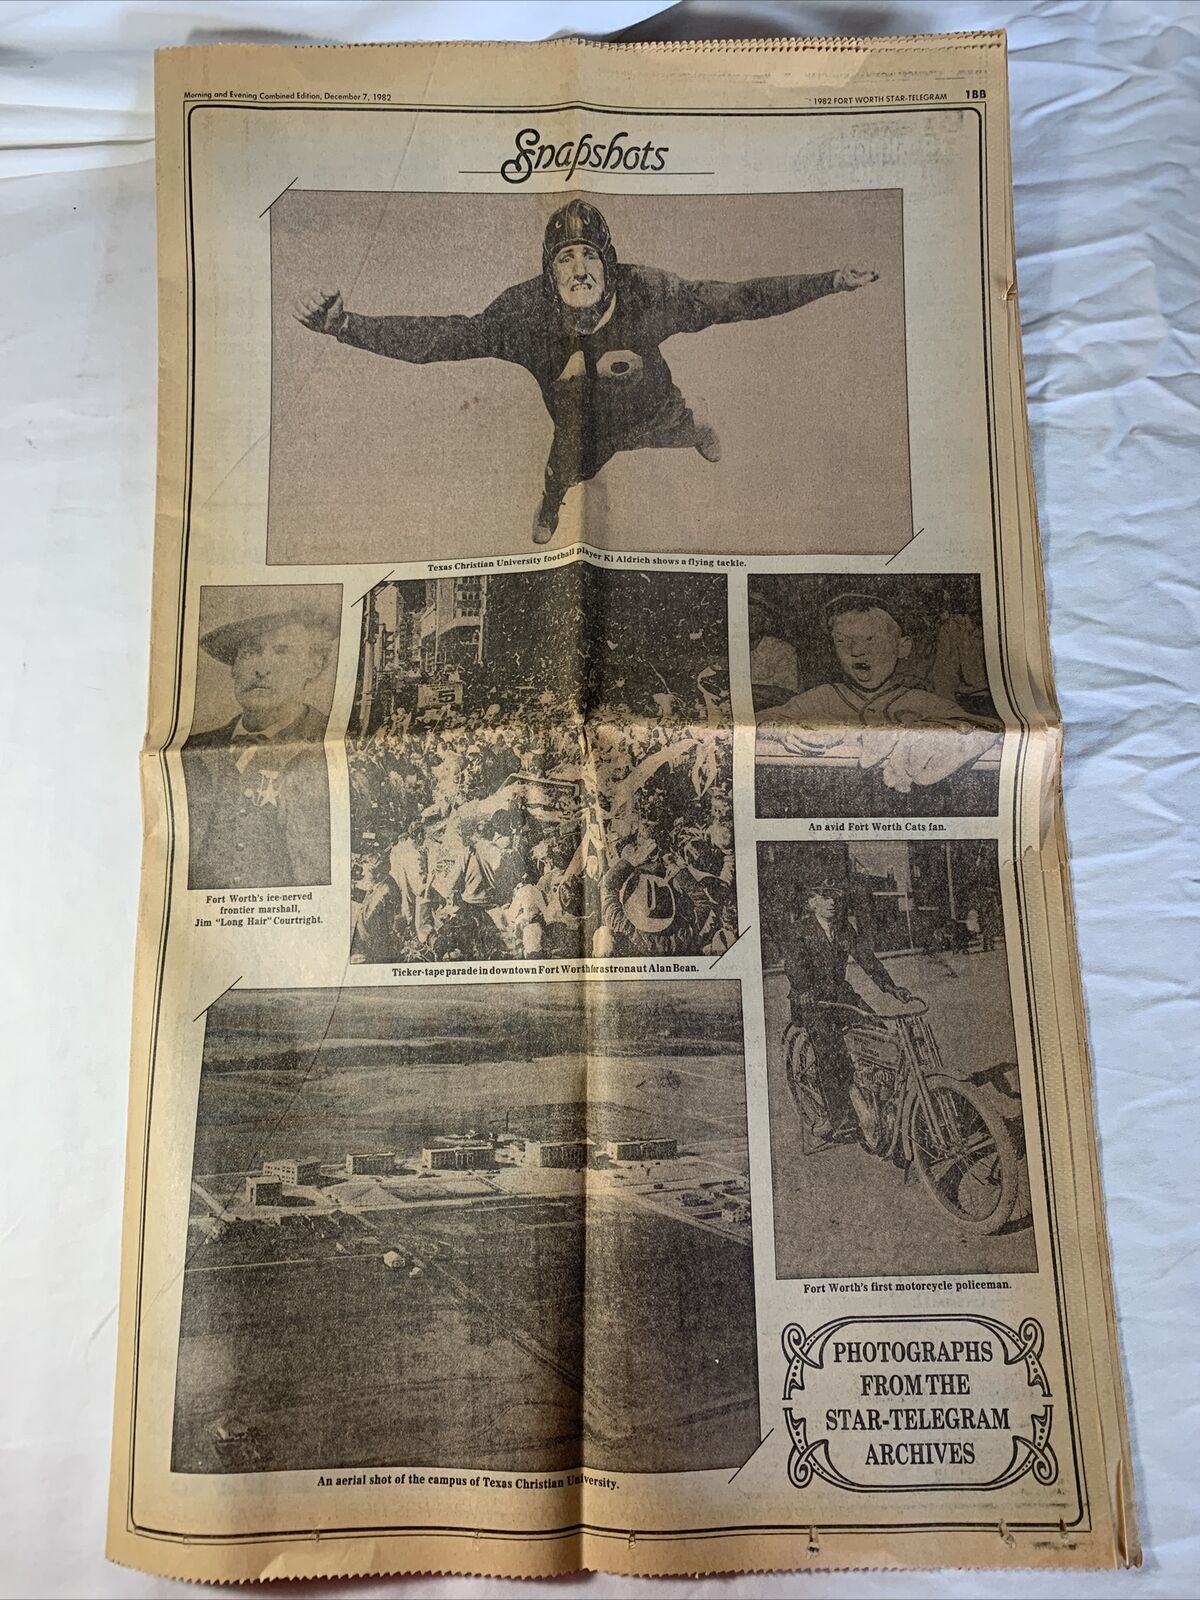 Morning and Evening Combined Edition, December 7, 1982
1982 FORT WORTH STAR-TELEGRAM 1BB
Snapshots
Texas Christian University football player Ki Aldrich shows a flying tackle.
Fort Worth's ice-nerved
frontier marshall,
Jim "Long Hair" Courtright.
5
Ticker-tape parade in downtown Fort Worth for astronaut Alan Bean.
An avid Fort Worth Cats fan.
Fort Worth's first motorcycle policeman.
An aerial shot of the campus of Texas Christian University.
PHOTOGRAPHS
FROM THE
STAR-TELEGRAM
ARCHIVES